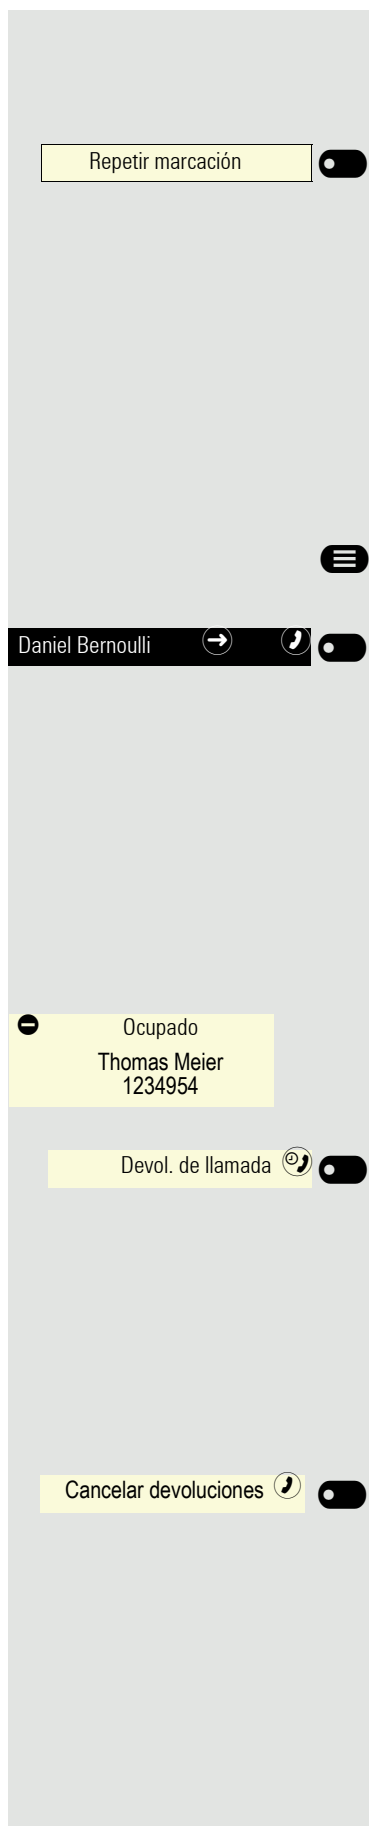 Repetir marcación
Daniel Bernoulli
Ocupado
Thomas Meier
1234954
Devol. de llamada
Cancelar devoluciones